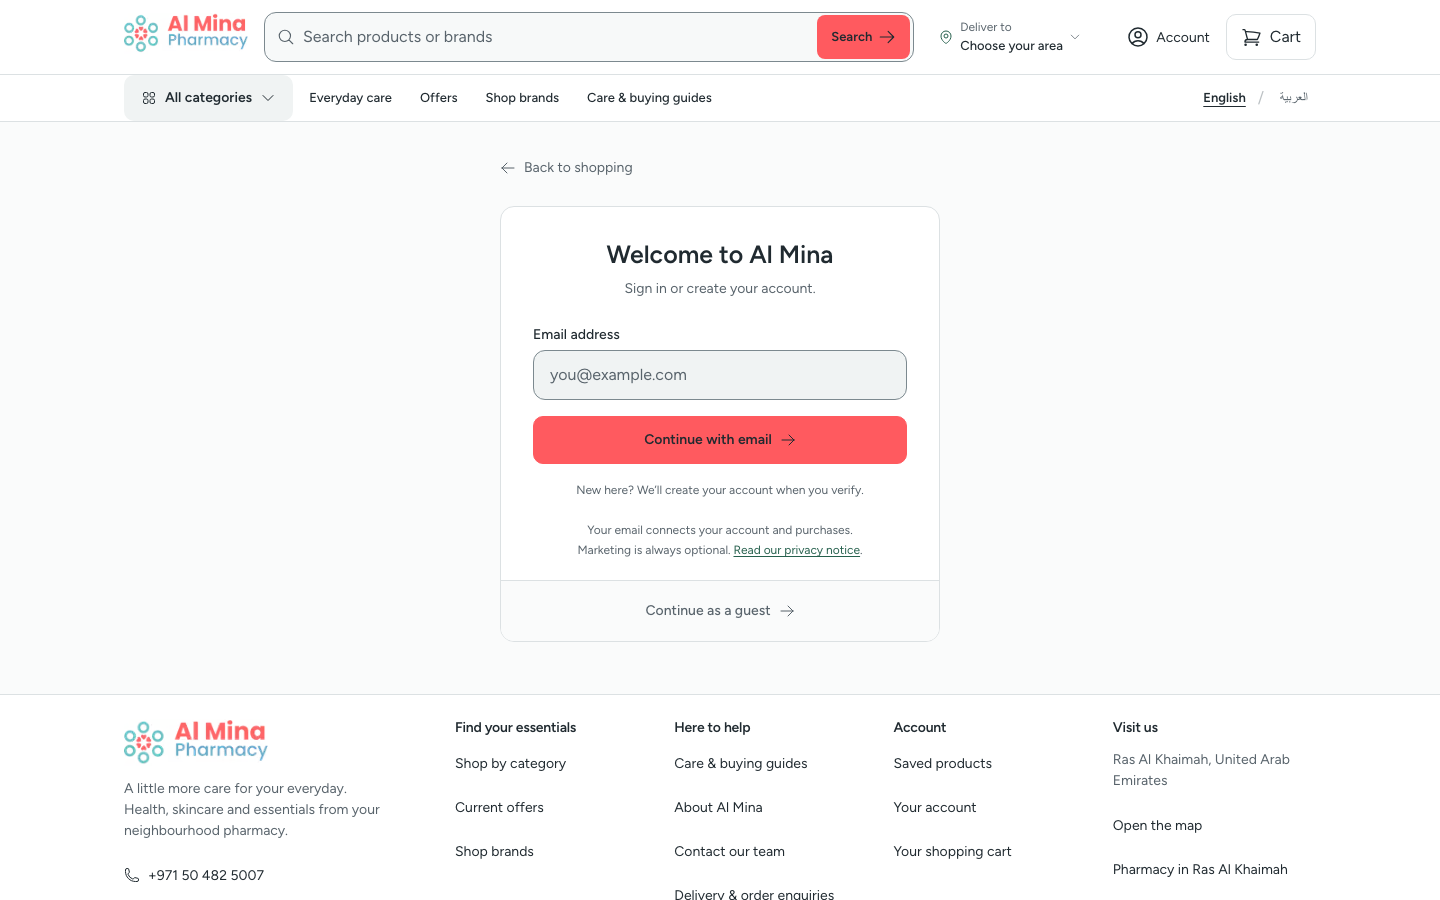 Al Mina
Pharmacy
Search products or brands
Search
Deliver to
Choose your area
Account
Cart
All categories
Everyday care
Offers
Shop brands
Care & buying guides
English
/
العربية
Back to shopping
Welcome to Al Mina
Sign in or create your account.
Email address
you@example.com
Continue with email
New here? We'll create your account when you verify.
Your email connects your account and purchases.
Marketing is always optional. Read our privacy notice.
Continue as a guest
Al Mina
Pharmacy
A little more care for your everyday.
Health, skincare and essentials from your
neighbourhood pharmacy.
+971 50 482 5007
Find your essentials
Shop by category
Current offers
Shop brands
Here to help
Care & buying guides
About Al Mina
Contact our team
Delivery & order enquiries
Account
Saved products
Your account
Your shopping cart
Visit us
Ras Al Khaimah, United Arab
Emirates
Open the map
Pharmacy in Ras Al Khaimah